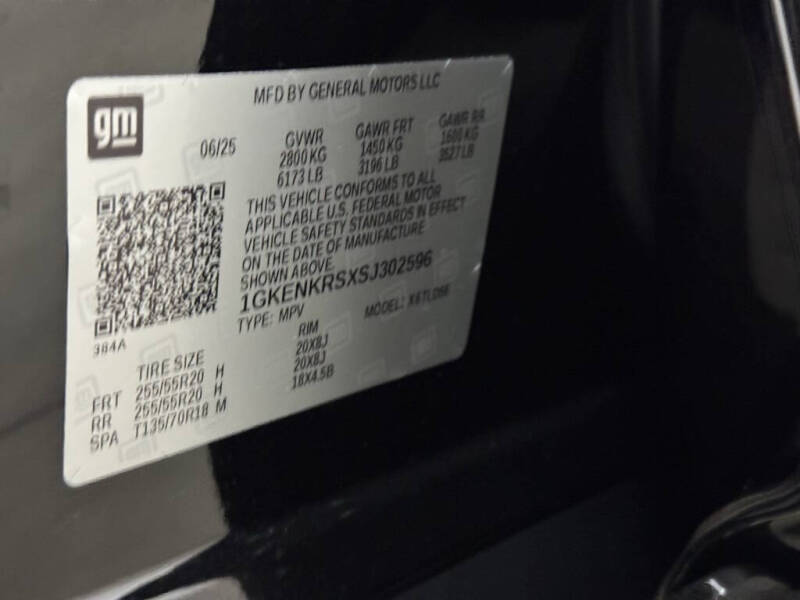 MFD BY GENERAL MOTORS LLC
gm
06/25 GVWR GAWR FRT GAWR RR
2800 KG 1450 KG 1600 KG
6173 LB 3196 LB 3527 LB
THIS VEHICLE CONFORMS TO ALL
APPLICABLE U.S. FEDERAL MOTOR
VEHICLE SAFETY STANDARDS IN EFFECT
ON THE DATE OF MANUFACTURE
SHOWN ABOVE.
1GKENKRSXSJ302596
TYPE: MPV MODEL:
384A
TIRE SIZE RIM
FRT 255/55R20 H 20X8J
RR 255/55R20 H 20X8J
SPA T135/70R18 M 18X4.5B